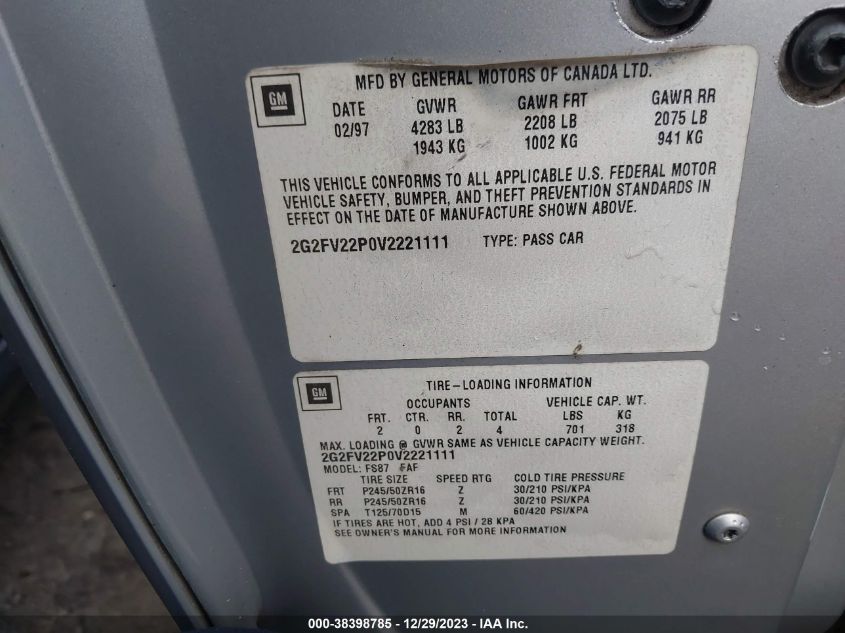 MFD BY GENERAL MOTORS OF CANADA LTD.
GM
DATE GVWR GAWR FRT GAWR RR
02/97 4283 LB 2208 LB 2075 LB
1943 KG 1002 KG 941 KG
THIS VEHICLE CONFORMS TO ALL APPLICABLE U.S. FEDERAL MOTOR
VEHICLE SAFETY, BUMPER, AND THEFT PREVENTION STANDARDS IN
EFFECT ON THE DATE OF MANUFACTURE SHOWN ABOVE.
2G2FV22P0V2221111 TYPE: PASS CAR
GM
TIRE-LOADING INFORMATION
OCCUPANTS VEHICLE CAP. WT.
FRT. CTR. RR. TOTAL LBS KG
2 0 2 4 701 318
MAX. LOADING @ GVWR SAME AS VEHICLE CAPACITY WEIGHT.
2G2FV22P0V2221111
MODEL: FS87 FAF
TIRE SIZE SPEED RTG COLD TIRE PRESSURE
FRT P245/50ZR16 Z 30/210 PSI/KPA
RR P245/50ZR16 Z 30/210 PSI/KPA
SPA T125/70D15 M 60/420 PSI/KPA
IF TIRES ARE HOT, ADD 4 PSI / 28 KPA
SEE OWNER'S MANUAL FOR MORE INFORMATION
000-38398785 - 12/29/2023 - IAAI.com